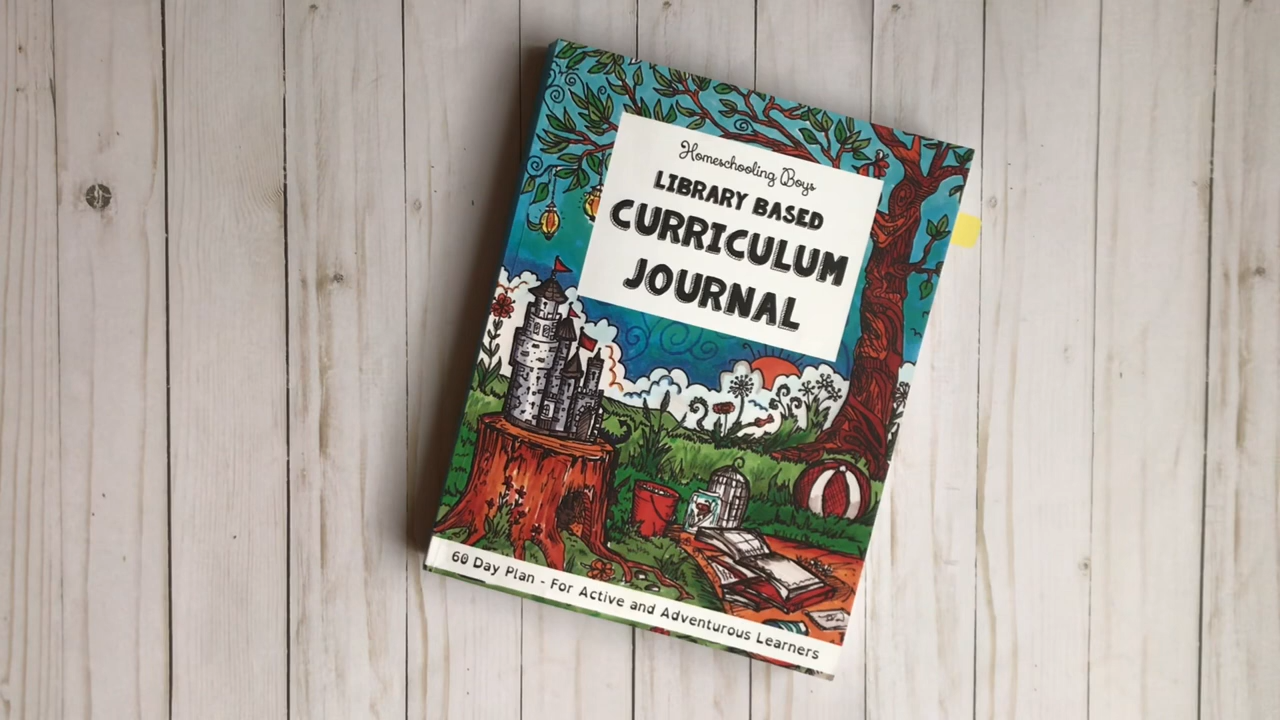 Homeschooling Boys
LIBRARY BASED
CURRICULUM
JOURNAL
60 Day Plan - For Active and Adventurous Learners